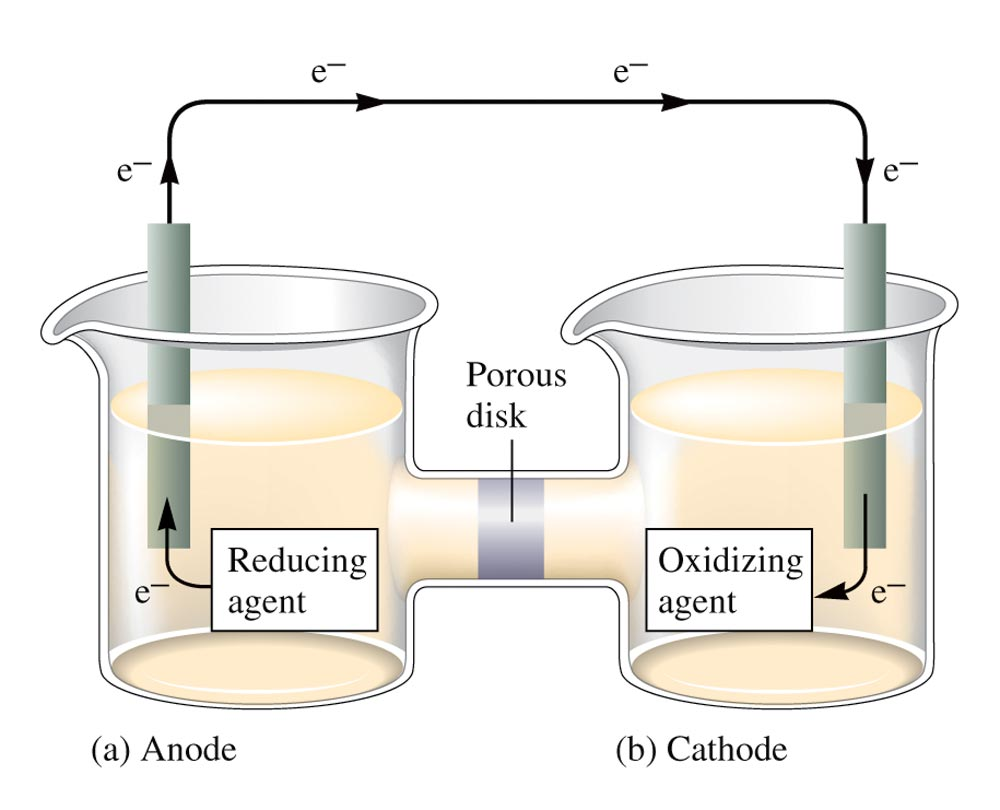 e⁻ e⁻
e⁻ e⁻
Porous
disk
Reducing
agent
Oxidizing
agent
e⁻ e⁻
(a) Anode (b) Cathode